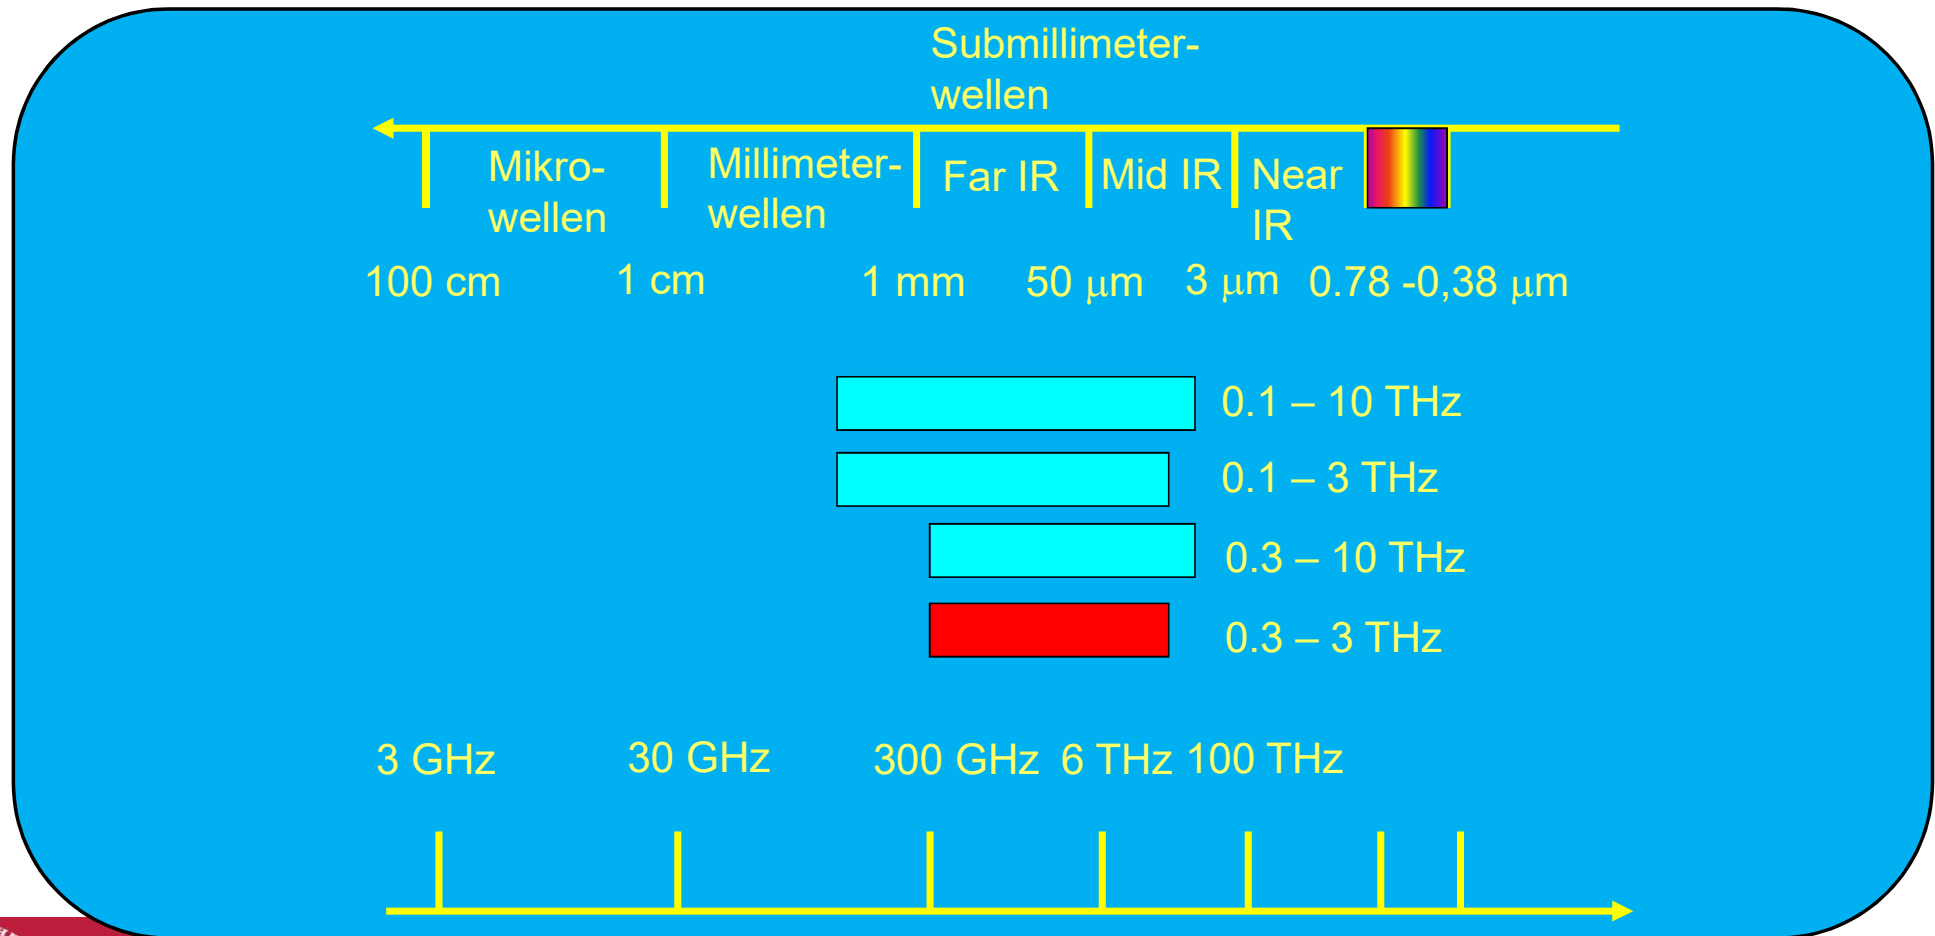 Submillimeter-
wellen
Mikro-
wellen
Millimeter-
wellen
Far IR
Mid IR
Near
IR
100 cm
1 cm
1 mm
50 μm
3 μm
0.78 -0,38 μm
0.1 – 10 THz
0.1 – 3 THz
0.3 – 10 THz
0.3 – 3 THz
3 GHz
30 GHz
300 GHz
6 THz
100 THz